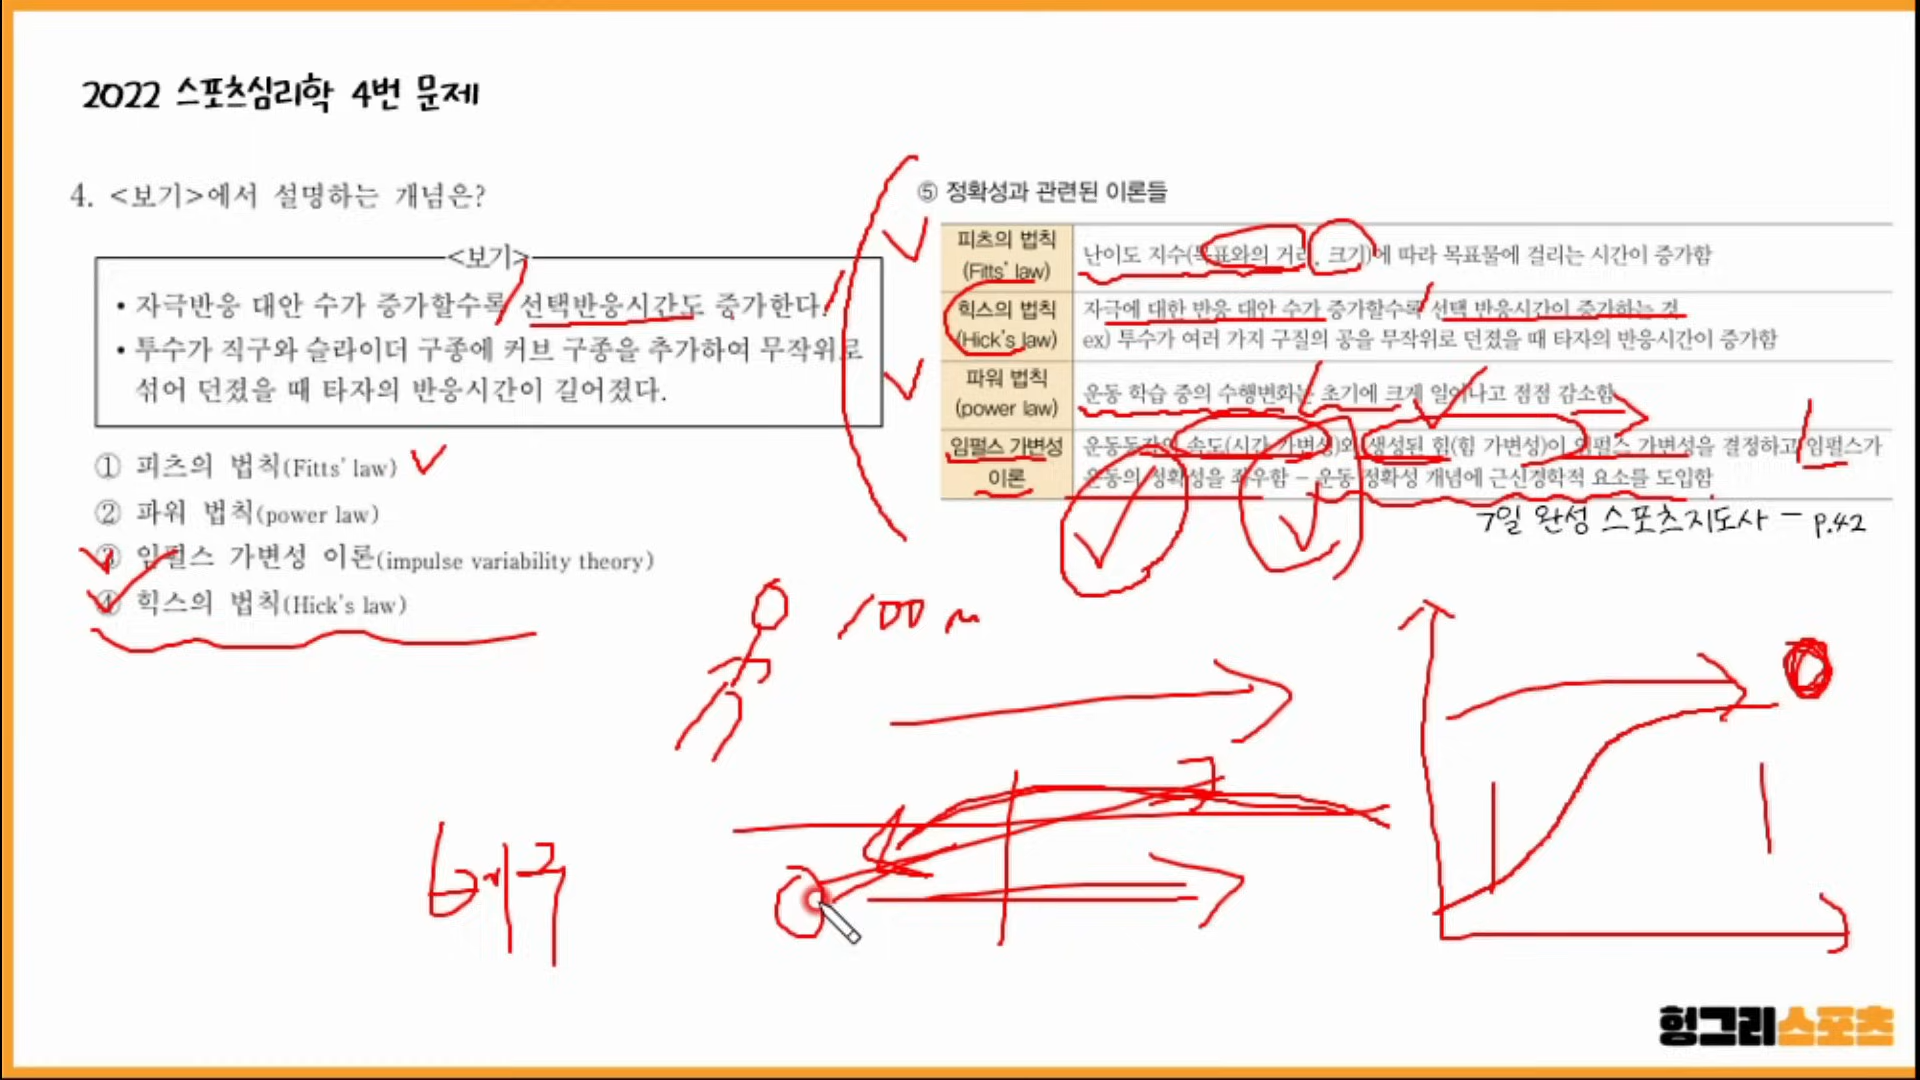 2022 스포츠심리학 4번 문제
4. <보기>에서 설명하는 개념은?
<보기>
• 자극반응 대안 수가 증가할수록 선택반응시간도 증가한다.
• 투수가 직구와 슬라이더 구종에 커브 구종을 추가하여 무작위로
섞어 던졌을 때 타자의 반응시간이 길어졌다.
① 피츠의 법칙(Fitts' law)
② 파워 법칙(power law)
③ 임펄스 가변성 이론(impulse variability theory)
④ 힉스의 법칙(Hick's law)
⑤ 정확성과 관련된 이론들
피츠의 법칙
(Fitts' law)
난이도 지수(목표와의 거리, 크기)에 따라 목표물에 걸리는 시간이 증가함
힉스의 법칙
(Hick's law)
자극에 대한 반응 대안 수가 증가할수록 선택 반응시간이 증가하는 것
ex) 투수가 여러 가지 구질의 공을 무작위로 던졌을 때 타자의 반응시간이 증가함
파워 법칙
(power law)
운동 학습 중의 수행변화는 초기에 크게 일어나고 점점 감소함
임펄스 가변성
이론
운동동작의 속도(시간 가변성)와 생성된 힘(힘 가변성)이 임펄스 가변성을 결정하고 임펄스가
운동의 정확성을 좌우함 – 운동 정확성 개념에 근신경학적 요소를 도입함
7일 완성 스포츠지도사 - p.42
100 m
헝그리스포츠